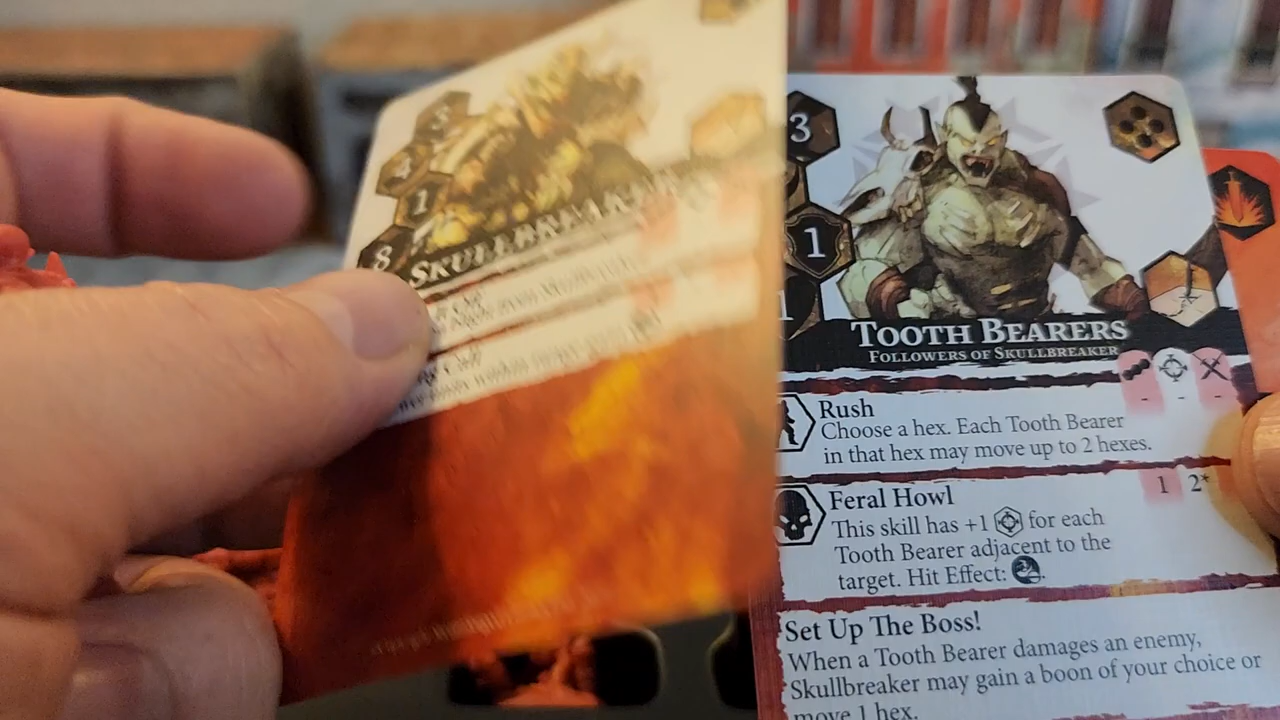 1
8
SKULLBREAKER
3
1
1
TOOTH BEARERS
FOLLOWERS OF SKULLBREAKER
- - -
Rush
Choose a hex. Each Tooth Bearer
in that hex may move up to 2 hexes.
Feral Howl 1 2*
This skill has +1 for each
Tooth Bearer adjacent to the
target. Hit Effect: .
Set Up The Boss!
When a Tooth Bearer damages an enemy,
Skullbreaker may gain a boon of your choice or
move 1 hex.